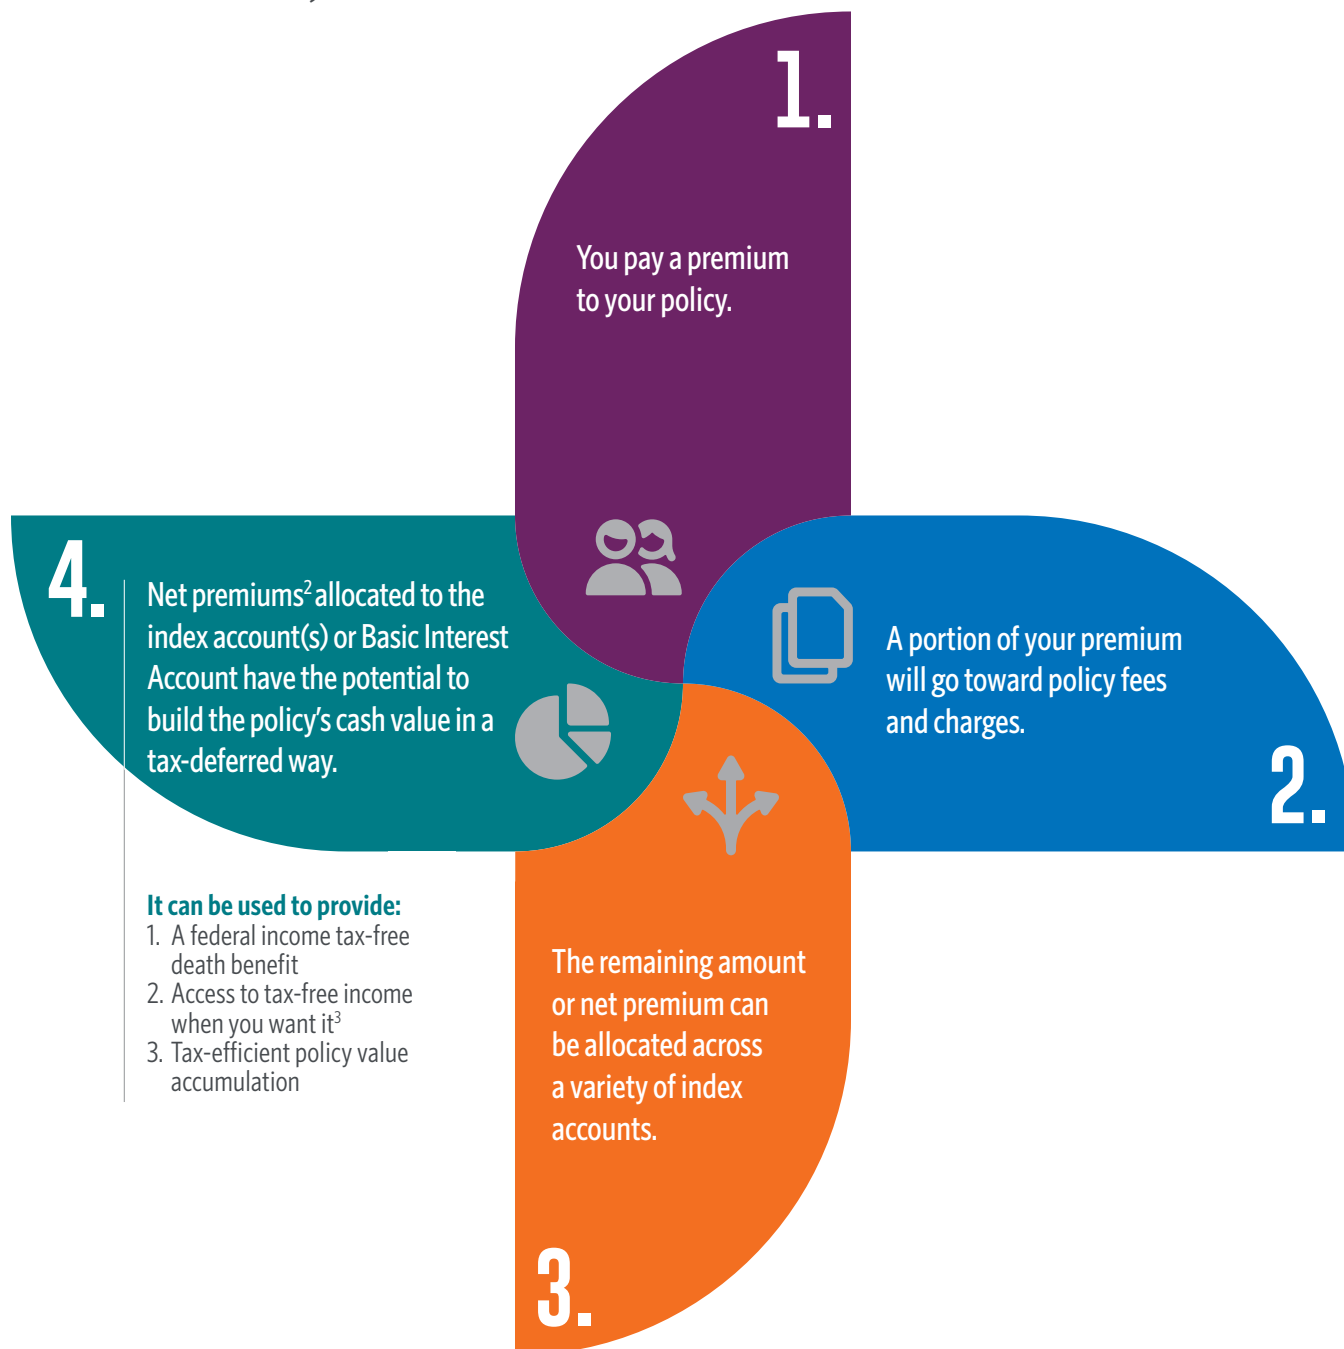 1.
You pay a premium
to your policy.
A portion of your premium
will go toward policy fees
and charges.
2.
The remaining amount
or net premium can
be allocated across
a variety of index
accounts.
3.
4.
Net premiums² allocated to the
index account(s) or Basic Interest
Account have the potential to
build the policy’s cash value in a
tax-deferred way.
It can be used to provide:
1. A federal income tax-free
death benefit
2. Access to tax-free income
when you want it³
3. Tax-efficient policy value
accumulation